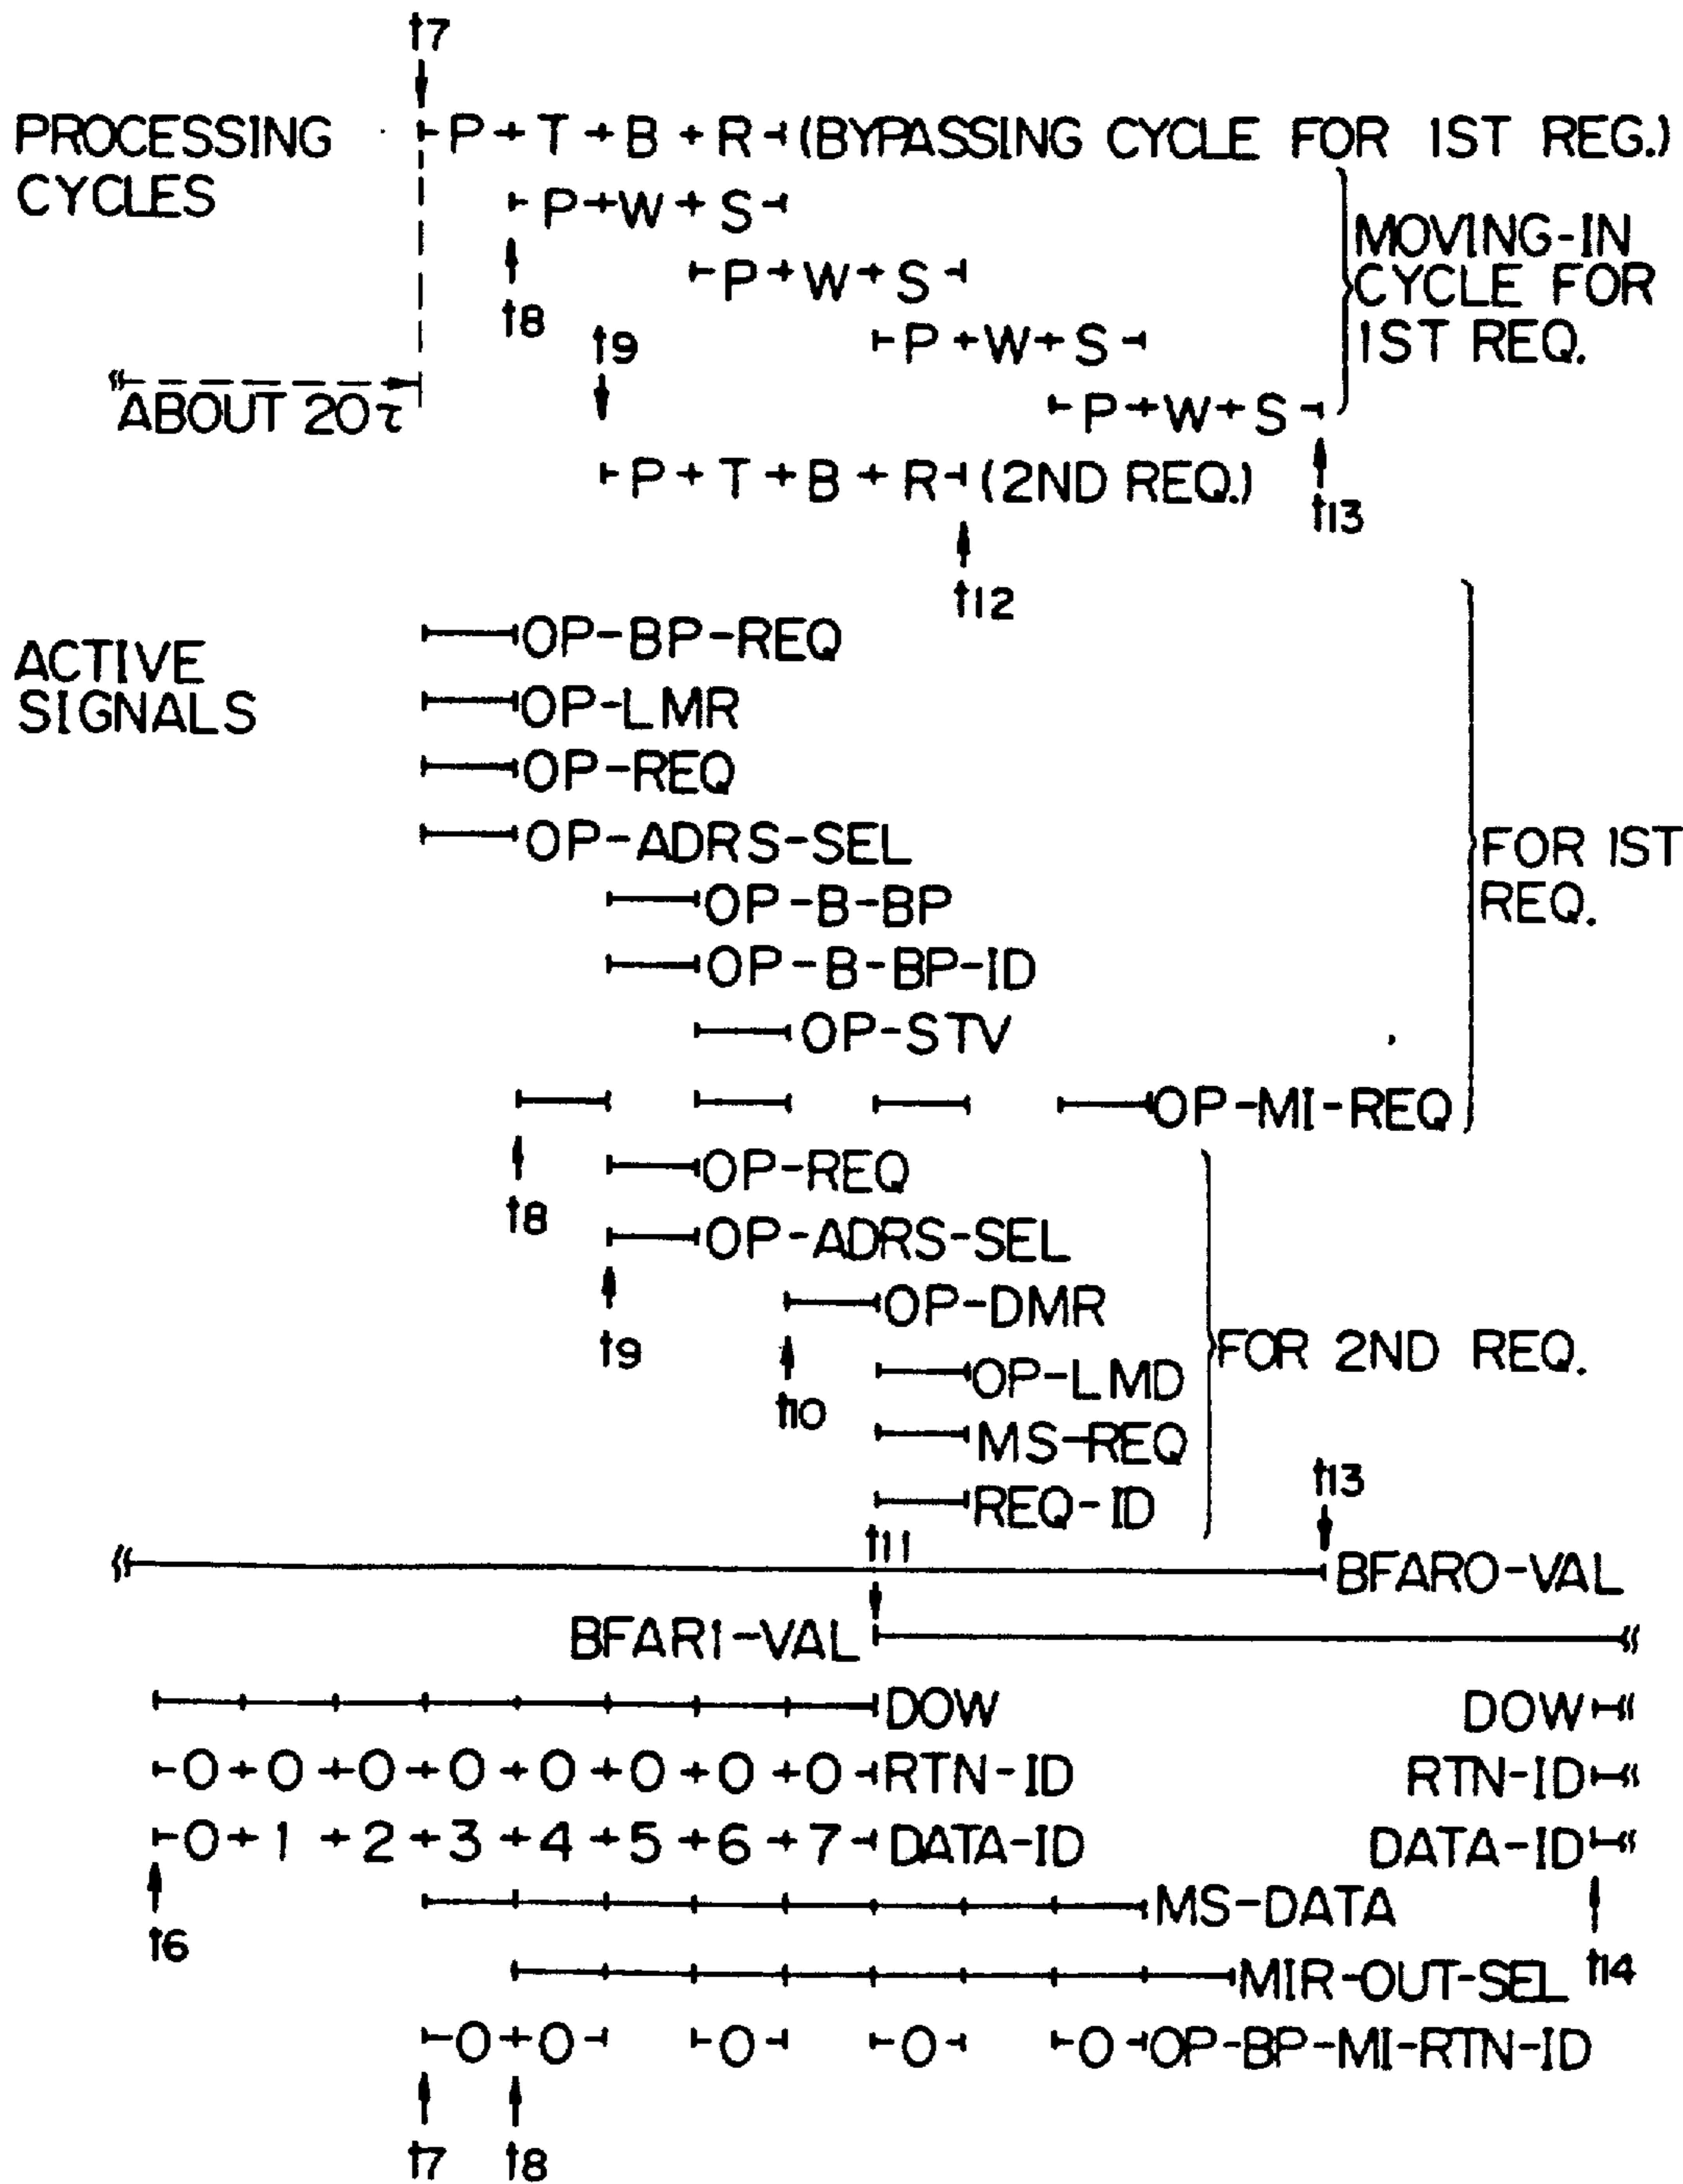 t7
PROCESSING CYCLES
P T B R (BYPASSING CYCLE FOR 1ST REG.)
P W S
t8
P W S
t9
P W S
MOVING-IN
CYCLE FOR
1ST REQ.
ABOUT 20τ
P W S
P T B R (2ND REQ.)
t13
t12
ACTIVE
SIGNALS
OP-BP-REQ
OP-LMR
OP-REQ
OP-ADRS-SEL
OP-B-BP
OP-B-BP-ID
OP-STV
OP-MI-REQ
FOR 1ST
REQ.
t8
OP-REQ
OP-ADRS-SEL
t9
OP-DMR
t10
OP-LMD
MS-REQ
REQ-ID
FOR 2ND REQ.
t13
t11
BFAR0-VAL
BFAR1-VAL
DOW DOW
0 0 0 0 0 0 0 0 RTN-ID RTN-ID
0 1 2 3 4 5 6 7 DATA-ID DATA-ID
t6
MS-DATA
MIR-OUT-SEL
t14
0 0 0 0 0 OP-BP-MI-RTN-ID
t7 t8